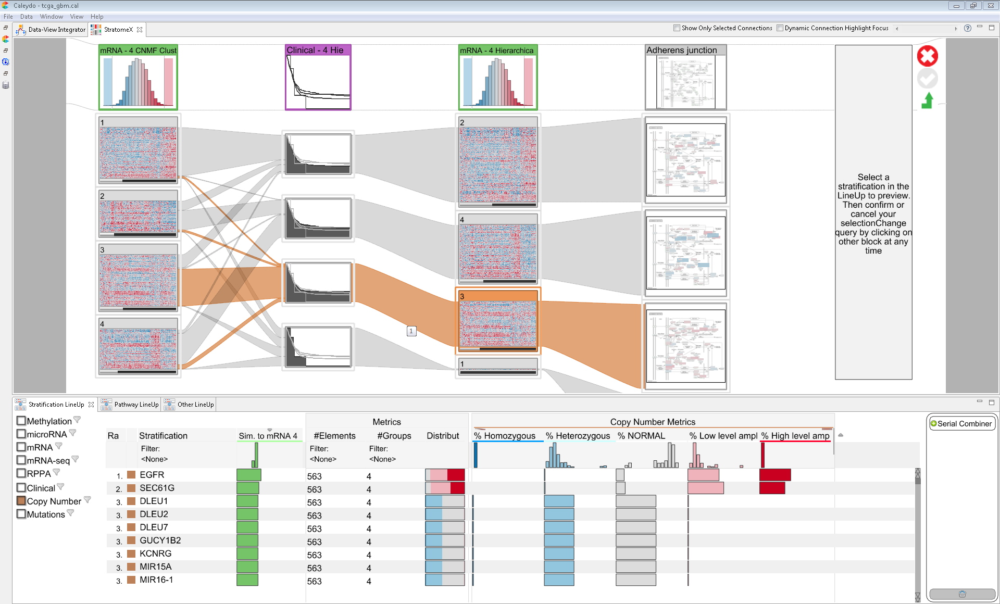 Caleydo - tcga_gbm.cal
File Data Window View Help
Data-View Integrator
StratomeX
Show Only Selected Connections
Dynamic Connection Highlight Focus
mRNA - 4 CNMF Clust
Clinical - 4 Hie
mRNA - 4 Hierarchica
Adherens junction
1
2
3
4
2
4
3
1
1
Select a
stratification in the
LineUp to preview.
Then confirm or
cancel your
selectionChange
query by clicking on
other block at any
time
Stratification LineUp
Pathway LineUp
Other LineUp
Methylation
microRNA
mRNA
mRNA-seq
RPPA
Clinical
Copy Number
Mutations
Metrics
Copy Number Metrics
Ra Stratification Sim. to mRNA 4 #Elements #Groups Distribut % Homozygous % Heterozygous % NORMAL % Low level ampl % High level amp
Filter: Filter: Filter:
<None> <None> <None>
1. EGFR 563 4
2. SEC61G 563 4
3. DLEU1 563 4
3. DLEU2 563 4
3. DLEU7 563 4
3. GUCY1B2 563 4
3. KCNRG 563 4
3. MIR15A 563 4
3. MIR16-1 563 4
Serial Combiner